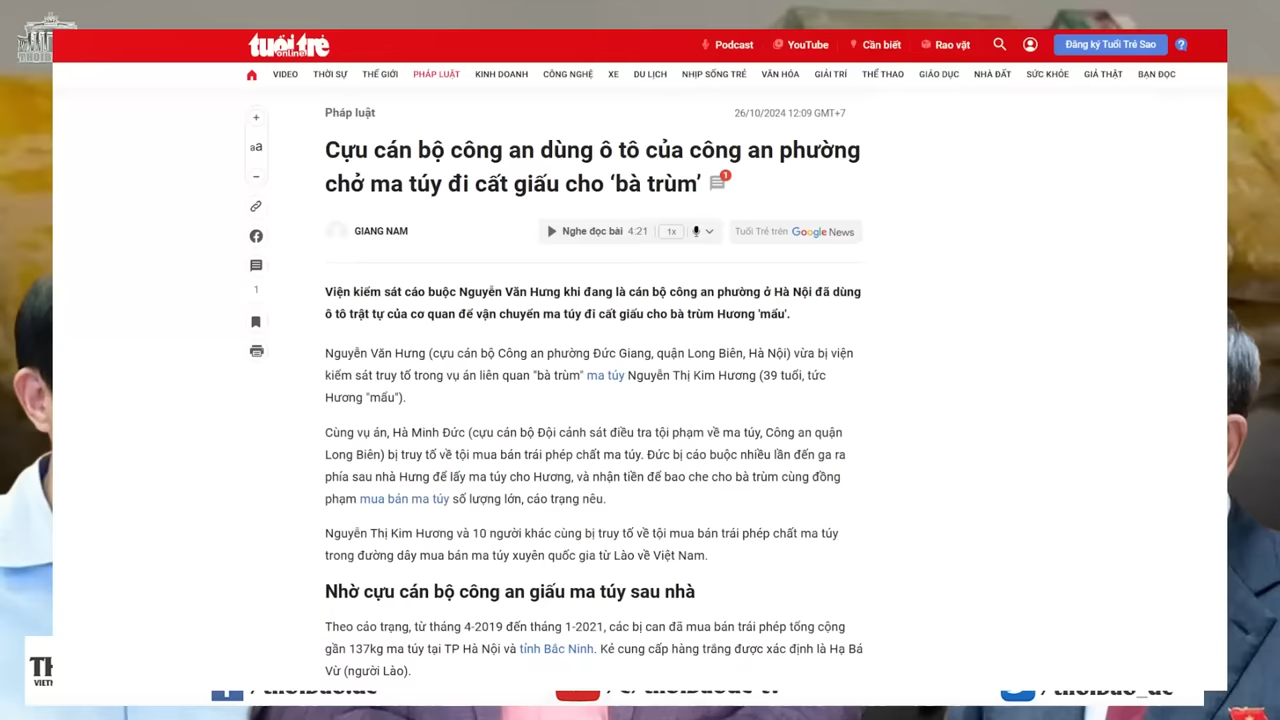 tuổi trẻ
online
Podcast YouTube Cần biết Rao vặt Đăng ký Tuổi Trẻ Sao ?
VIDEO THỜI SỰ THẾ GIỚI PHÁP LUẬT KINH DOANH CÔNG NGHỆ XE DU LỊCH NHỊP SỐNG TRẺ VĂN HÓA GIẢI TRÍ THỂ THAO GIÁO DỤC NHÀ ĐẤT SỨC KHỎE GIẢ THẬT BẠN ĐỌC
+
aa
−
1
Pháp luật 26/10/2024 12:09 GMT+7
Cựu cán bộ công an dùng ô tô của công an phường
chở ma túy đi cất giấu cho ‘bà trùm’ 1
GIANG NAM Nghe đọc bài 4:21 1x Tuổi Trẻ trên Google News
Viện kiểm sát cáo buộc Nguyễn Văn Hưng khi đang là cán bộ công an phường ở Hà Nội đã dùng
ô tô trật tự của cơ quan để vận chuyển ma túy đi cất giấu cho bà trùm Hương 'mẩu'.
Nguyễn Văn Hưng (cựu cán bộ Công an phường Đức Giang, quận Long Biên, Hà Nội) vừa bị viện
kiểm sát truy tố trong vụ án liên quan "bà trùm" ma túy Nguyễn Thị Kim Hương (39 tuổi, tức
Hương "mẩu").
Cùng vụ án, Hà Minh Đức (cựu cán bộ Đội cảnh sát điều tra tội phạm về ma túy, Công an quận
Long Biên) bị truy tố về tội mua bán trái phép chất ma túy. Đức bị cáo buộc nhiều lần đến ga ra
phía sau nhà Hưng để lấy ma túy cho Hương, và nhận tiền để bao che cho bà trùm cùng đồng
phạm mua bán ma túy số lượng lớn, cáo trạng nêu.
Nguyễn Thị Kim Hương và 10 người khác cùng bị truy tố về tội mua bán trái phép chất ma túy
trong đường dây mua bán ma túy xuyên quốc gia từ Lào về Việt Nam.
Nhờ cựu cán bộ công an giấu ma túy sau nhà
Theo cáo trạng, từ tháng 4-2019 đến tháng 1-2021, các bị can đã mua bán trái phép tổng cộng
gần 137kg ma túy tại TP Hà Nội và tỉnh Bắc Ninh. Kẻ cung cấp hàng trắng được xác định là Hạ Bá
Vừ (người Lào).